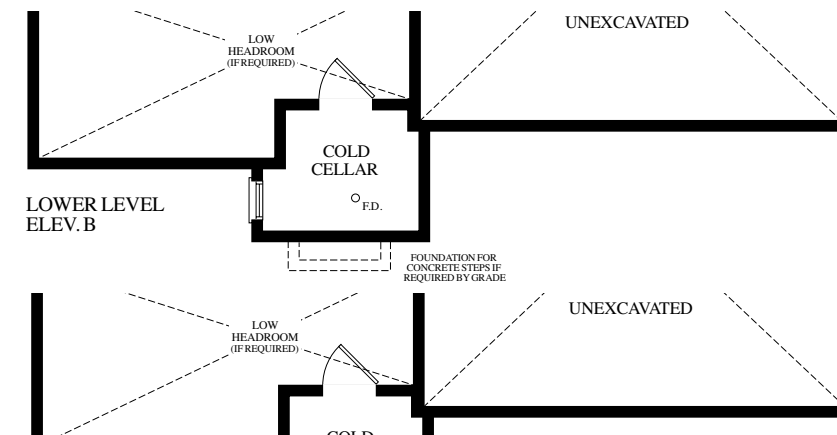 UNEXCAVATED
LOW
HEADROOM
(IF REQUIRED)
COLD
CELLAR
F.D.
LOWER LEVEL
ELEV. B
FOUNDATION FOR
CONCRETE STEPS IF
REQUIRED BY GRADE
UNEXCAVATED
LOW
HEADROOM
(IF REQUIRED)
COLD